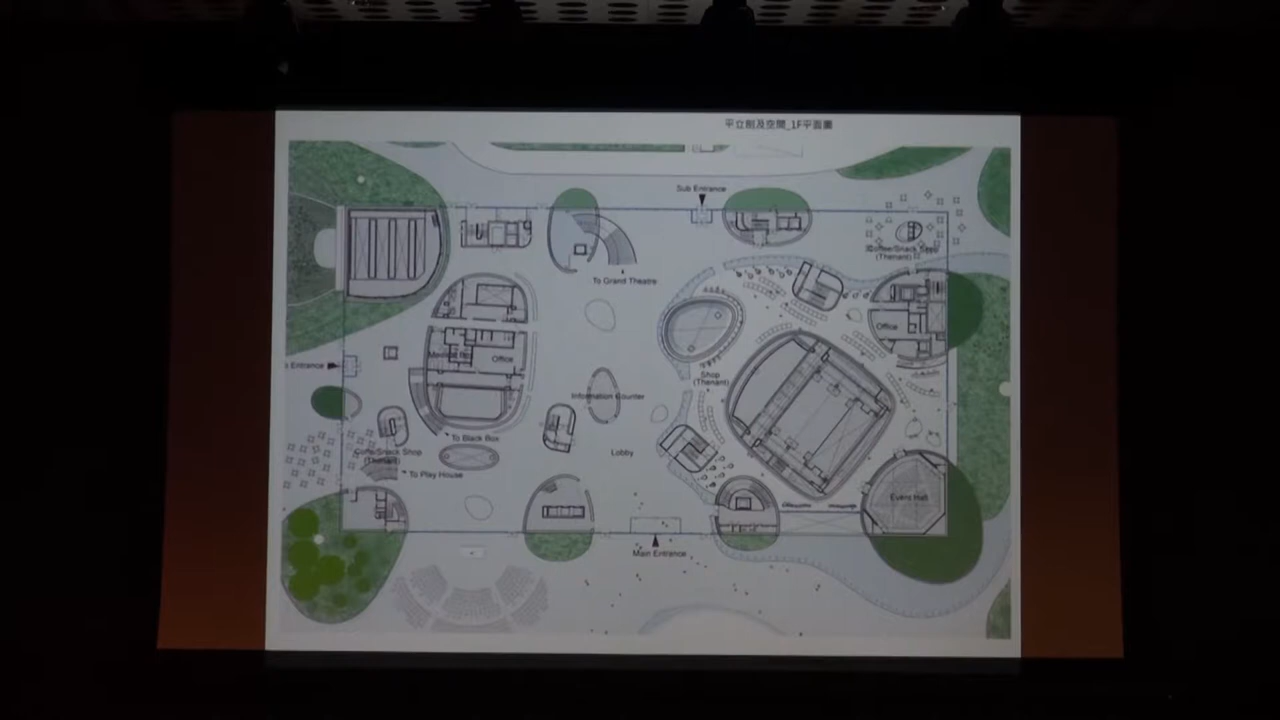 平立剖及空間_1F平面圖
Sub Entrance
Coffee/Snack Shop
(Thenant)
To Grand Theatre
Office
Office
Entrance
Shop
(Thenant)
Information Counter
To Black Box
Lobby
Coffe/Snack Shop
(Thenant)
To Play House
Event Hall
Main Entrance